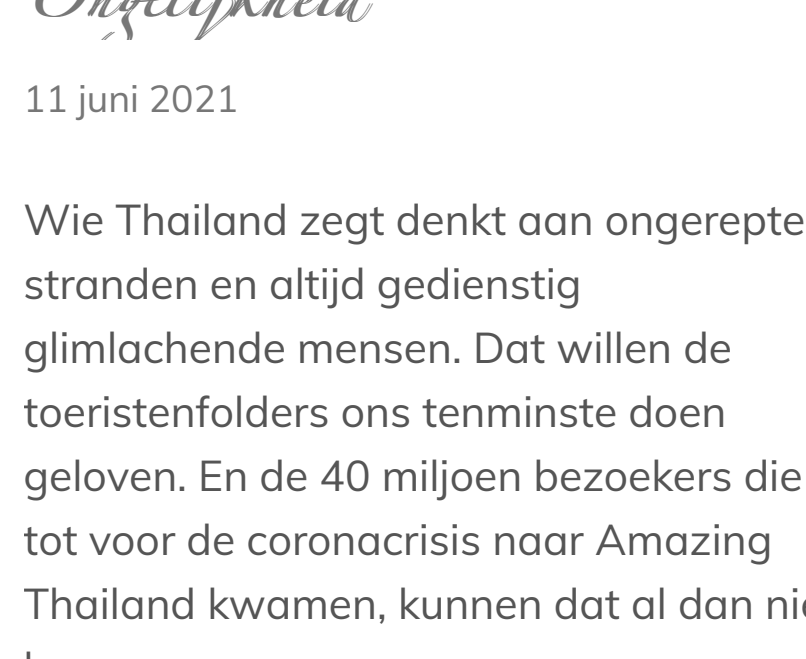 Ongelijkheid
11 juni 2021
Wie Thailand zegt denkt aan ongerepte
stranden en altijd gedienstig
glimlachende mensen. Dat willen de
toeristenfolders ons tenminste doen
geloven. En de 40 miljoen bezoekers die
tot voor de coronacrisis naar Amazing
Thailand kwamen, kunnen dat al dan